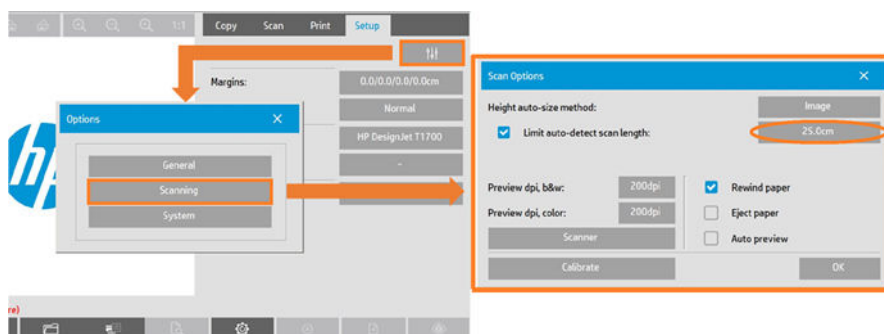 1:1
Copy Scan Print Setup
Margins: 0.0/0.0/0.0/0.0cm
Normal
HP DesignJet T1700
-
hp
Options
General
Scanning
System
re)
Scan Options
Height auto-size method: Image
Limit auto-detect scan length: 25.0cm
Preview dpi, b&w: 200dpi Rewind paper
Preview dpi, color: 200dpi Eject paper
Scanner Auto preview
Calibrate OK